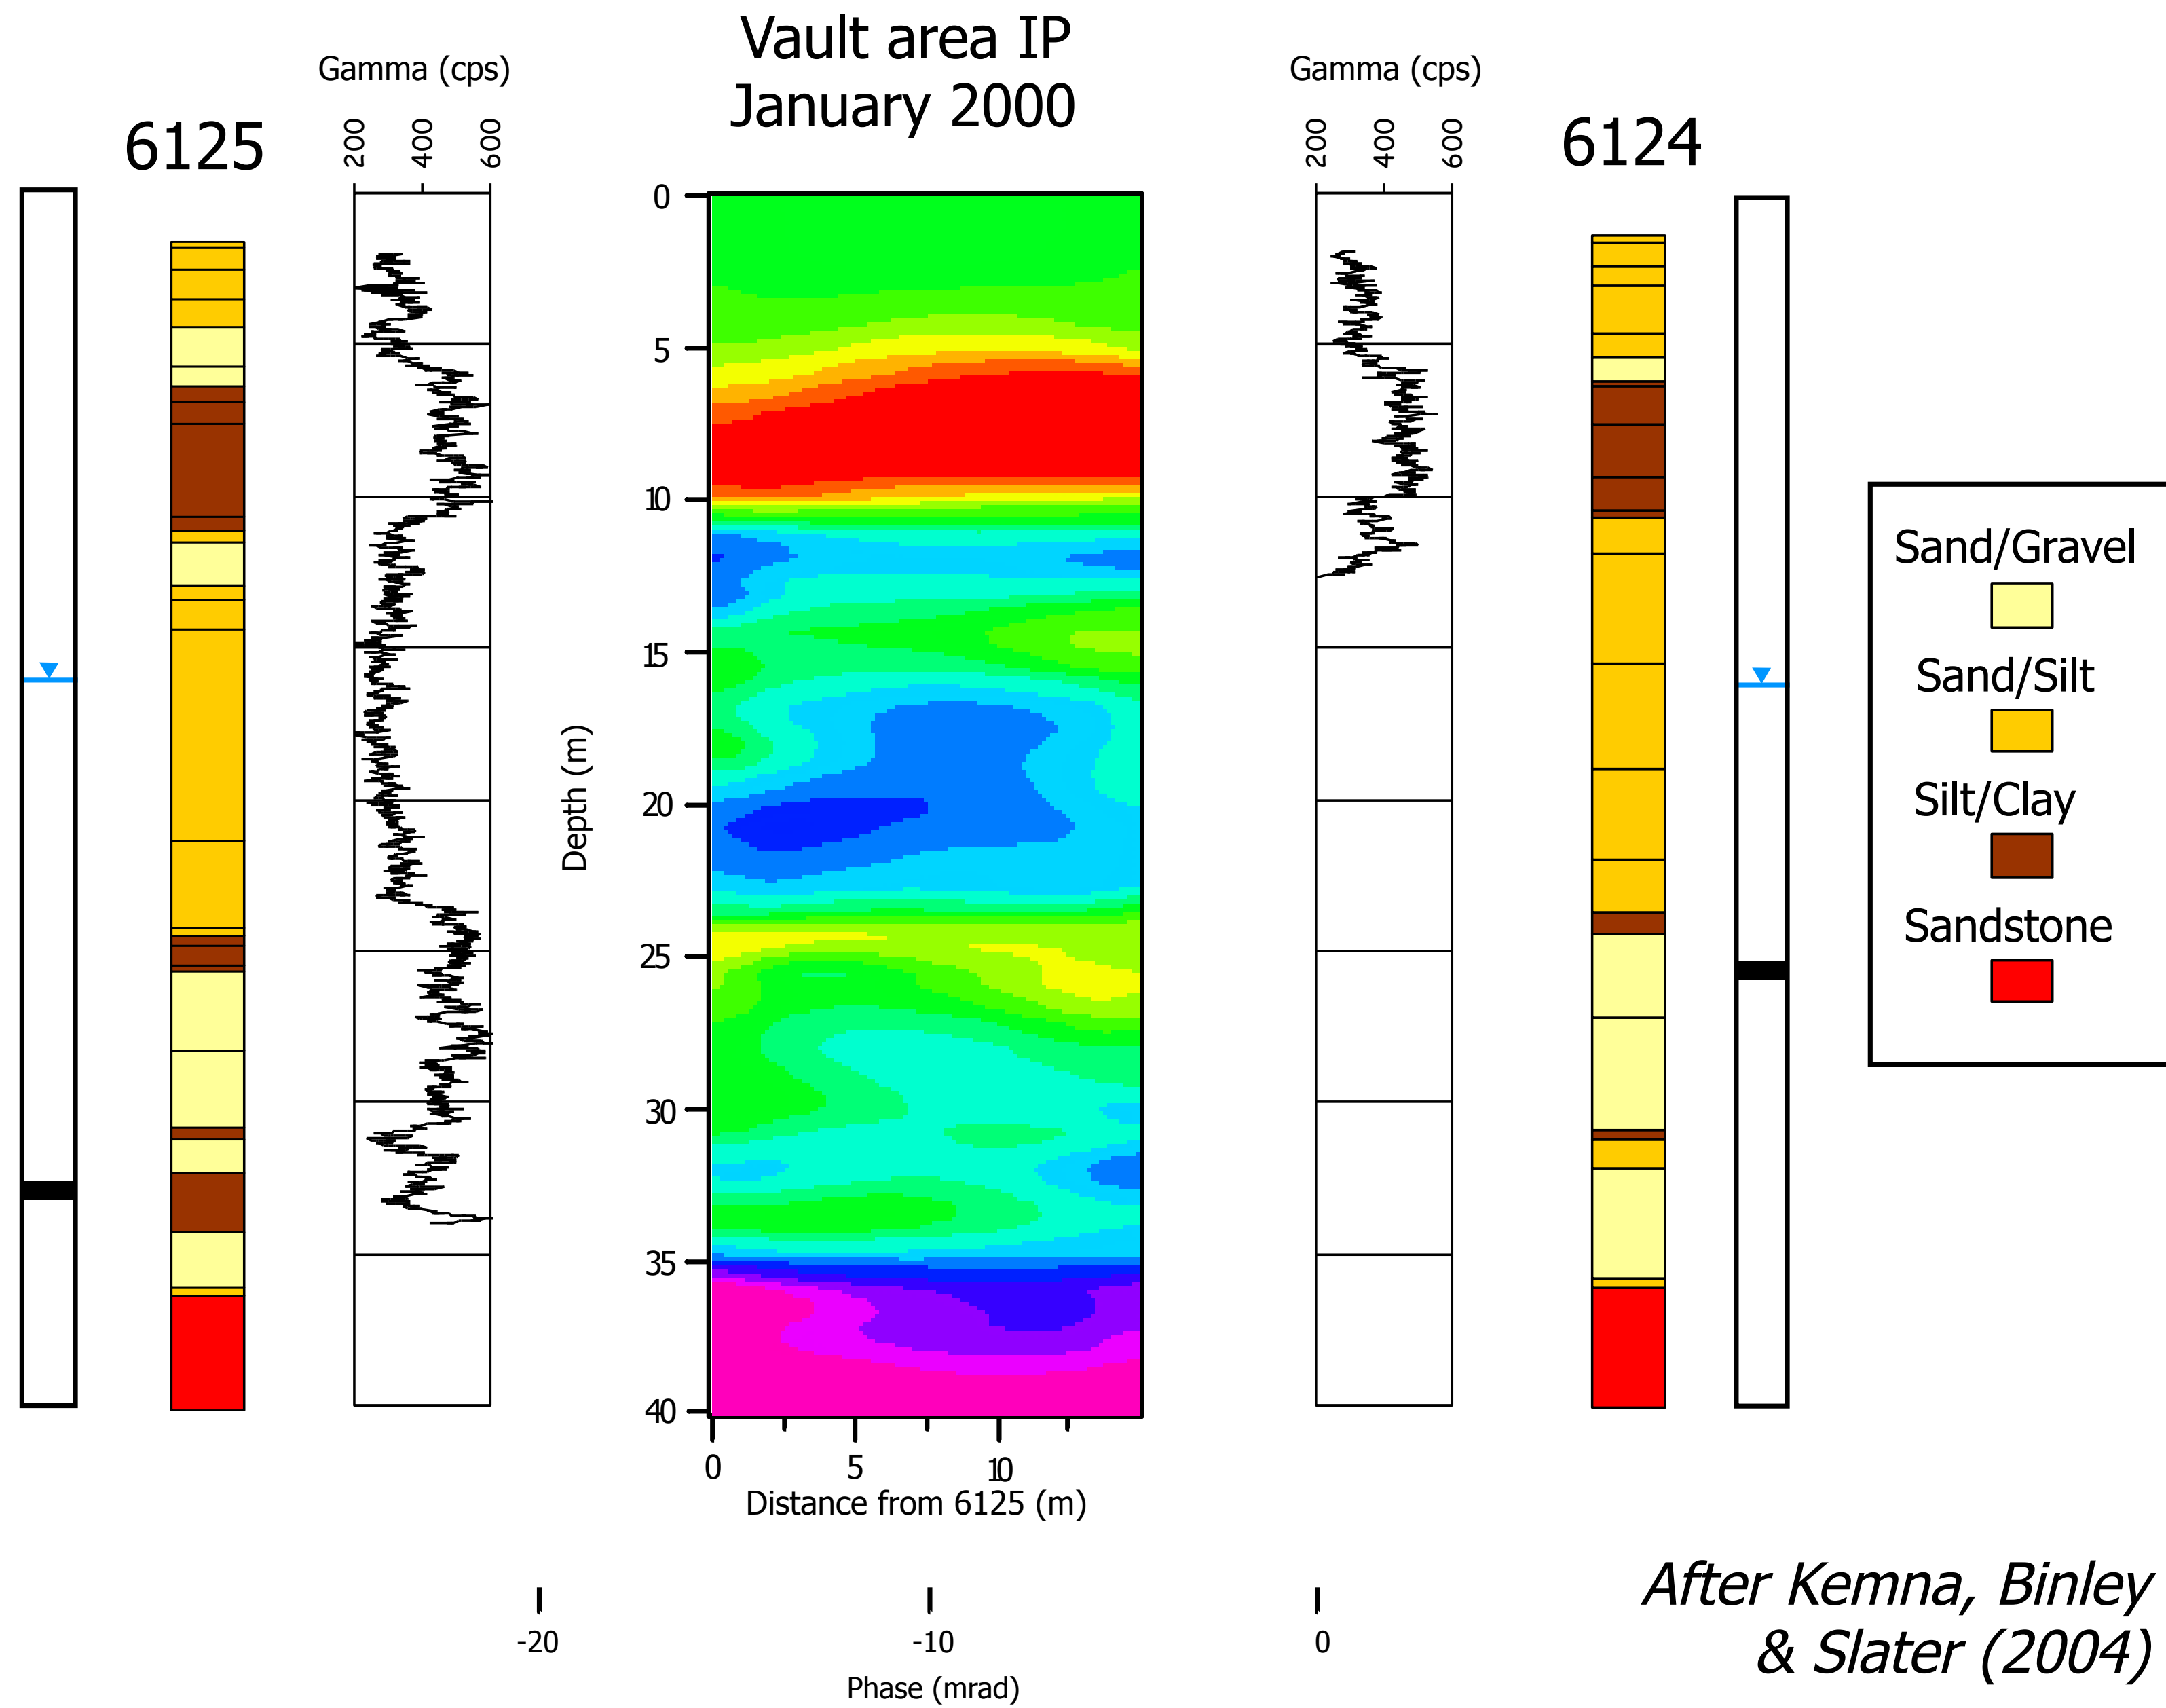 Vault area IP
January 2000
Gamma (cps)
Gamma (cps)
6125
200
400
600
200
400
600
6124
0
5
10
15
20
25
30
35
40
Depth (m)
0
5
10
Distance from 6125 (m)
Sand/Gravel
Sand/Silt
Silt/Clay
Sandstone
-20
-10
0
Phase (mrad)
After Kemna, Binley
& Slater (2004)